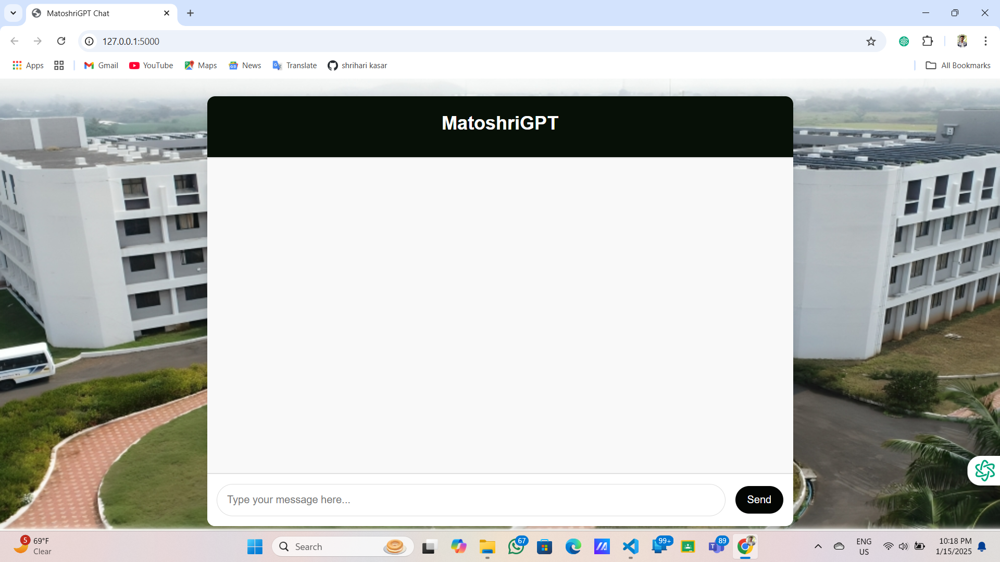 MatoshriGPT Chat
127.0.0.1:5000
Apps
Gmail
YouTube
Maps
News
Translate
shrihari kasar
All Bookmarks
MatoshriGPT
Type your message here...
Send
5
69°F
Clear
Search
67
99+
89
ENG
US
10:18 PM
1/15/2025